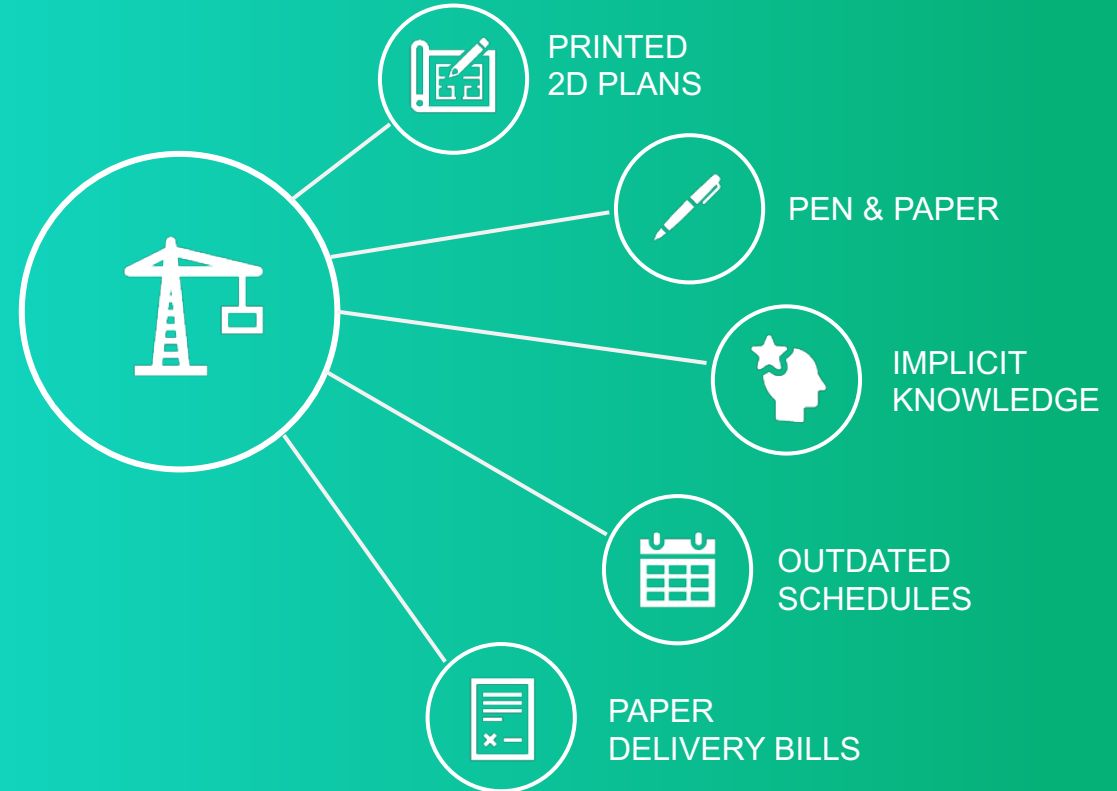 PRINTED
2D PLANS
PEN & PAPER
IMPLICIT
KNOWLEDGE
OUTDATED
SCHEDULES
PAPER
DELIVERY BILLS